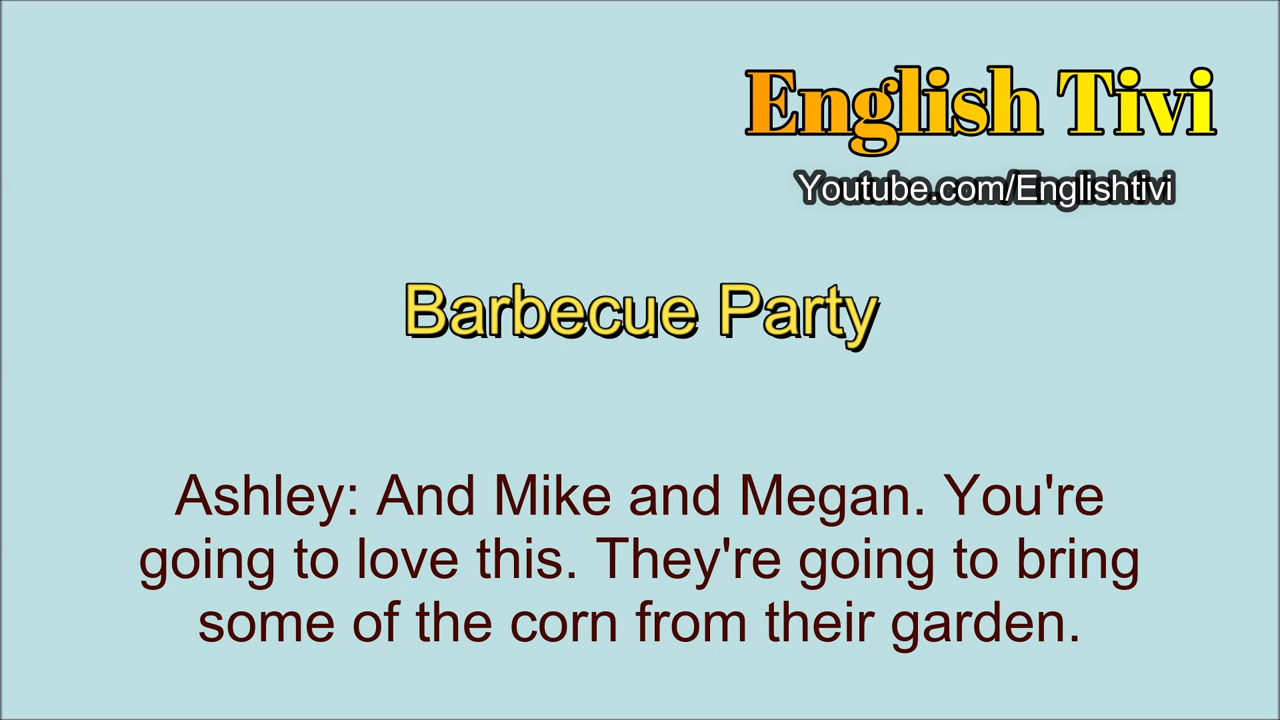 English Tivi
Youtube.com/Englishtivi
Barbecue Party
Ashley: And Mike and Megan. You're
going to love this. They're going to bring
some of the corn from their garden.